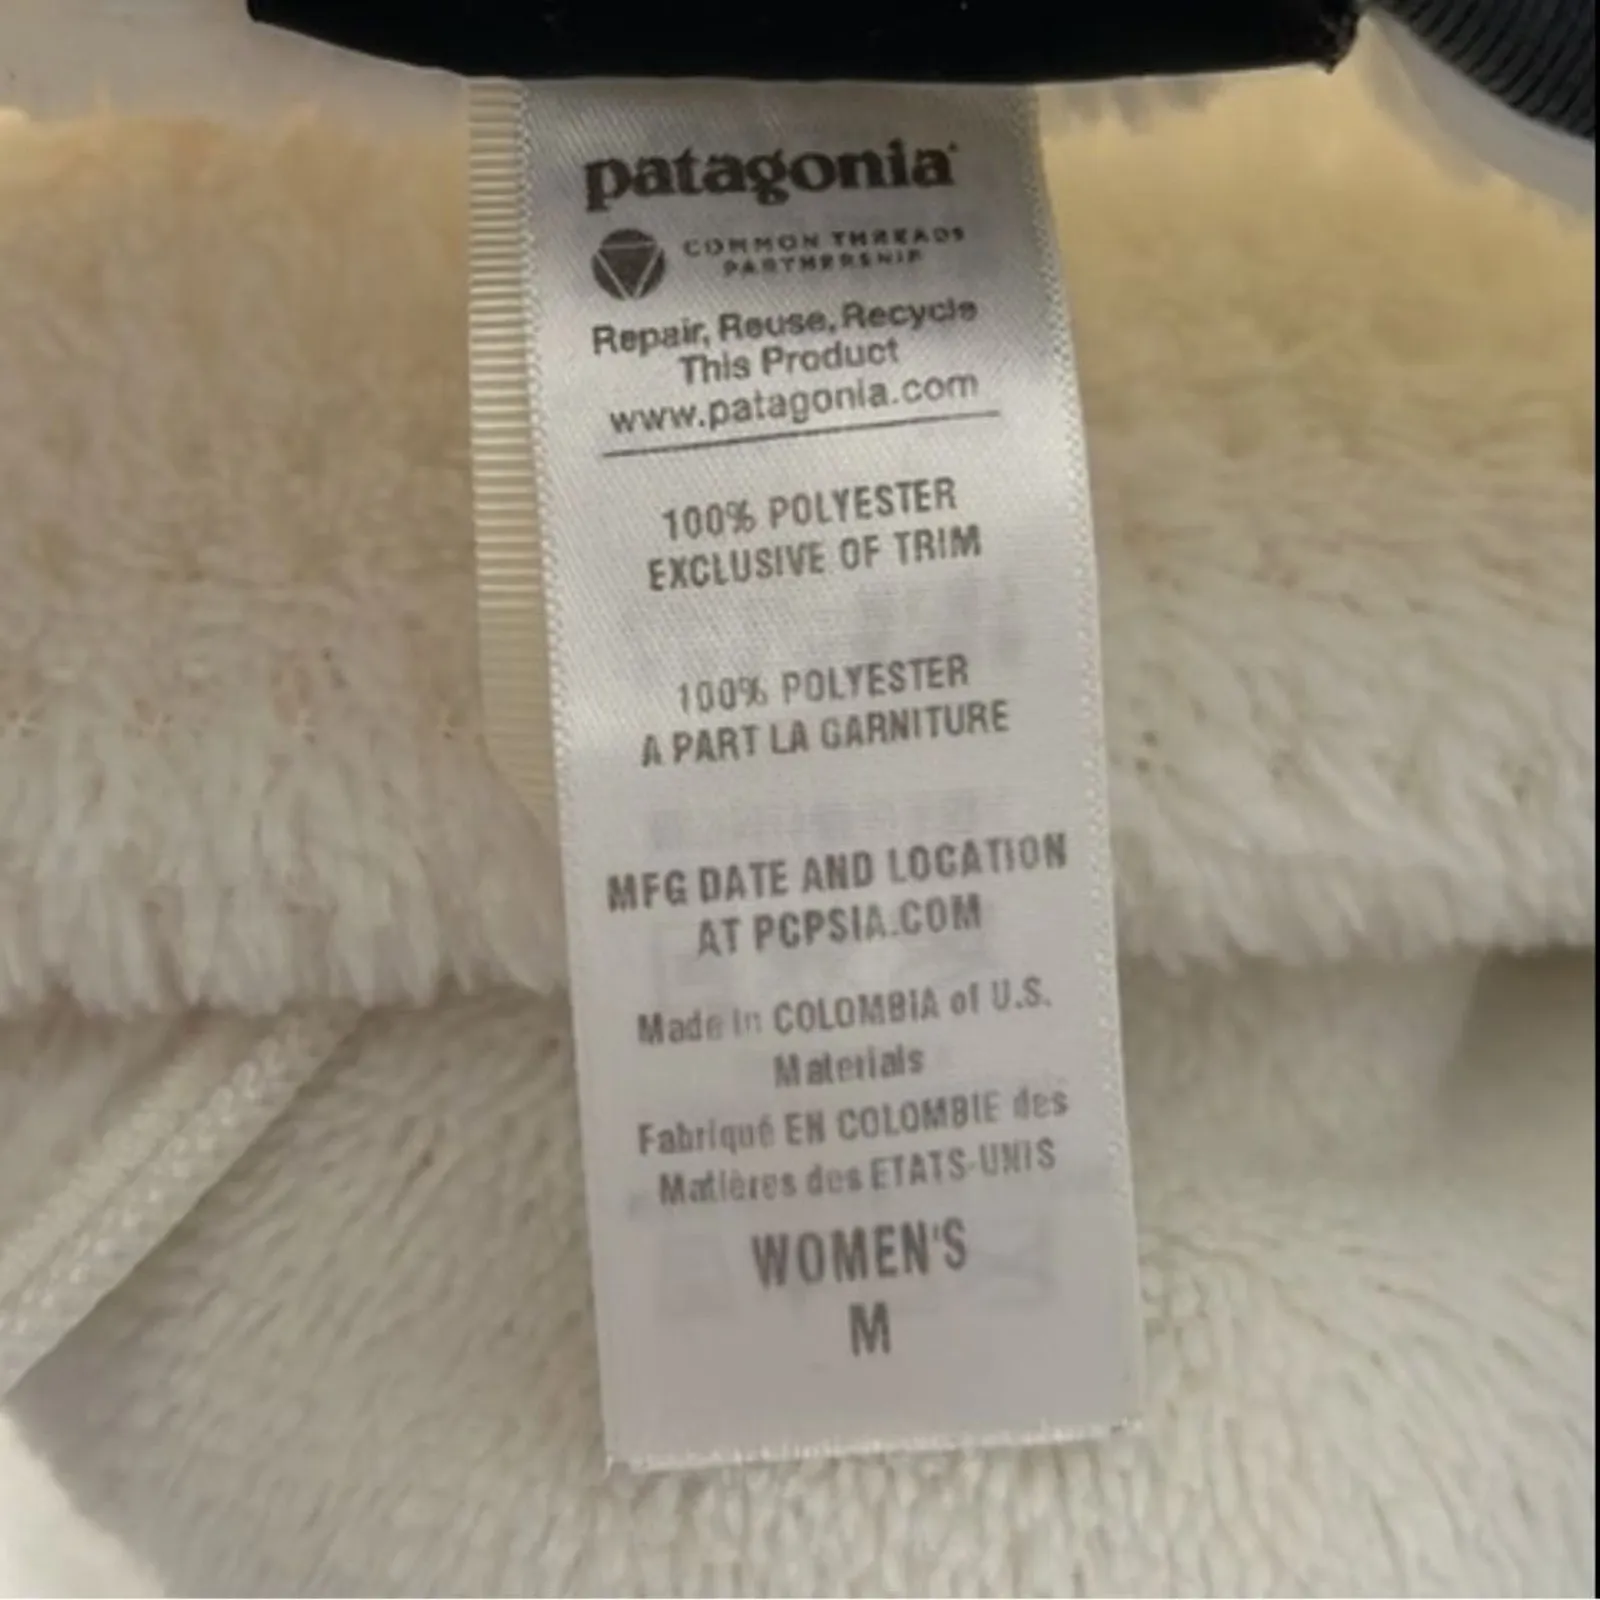 patagonia
COMMON THREADS
PARTNERSHIP
Repair, Reuse, Recycle
This Product
www.patagonia.com
100% POLYESTER
EXCLUSIVE OF TRIM
100% POLYESTER
A PART LA GARNITURE
MFG DATE AND LOCATION
AT PCPSIA.COM
Made in COLOMBIA of U.S.
Materials
Fabriqué EN COLOMBIE des
Matières des ETATS-UNIS
WOMEN'S
M